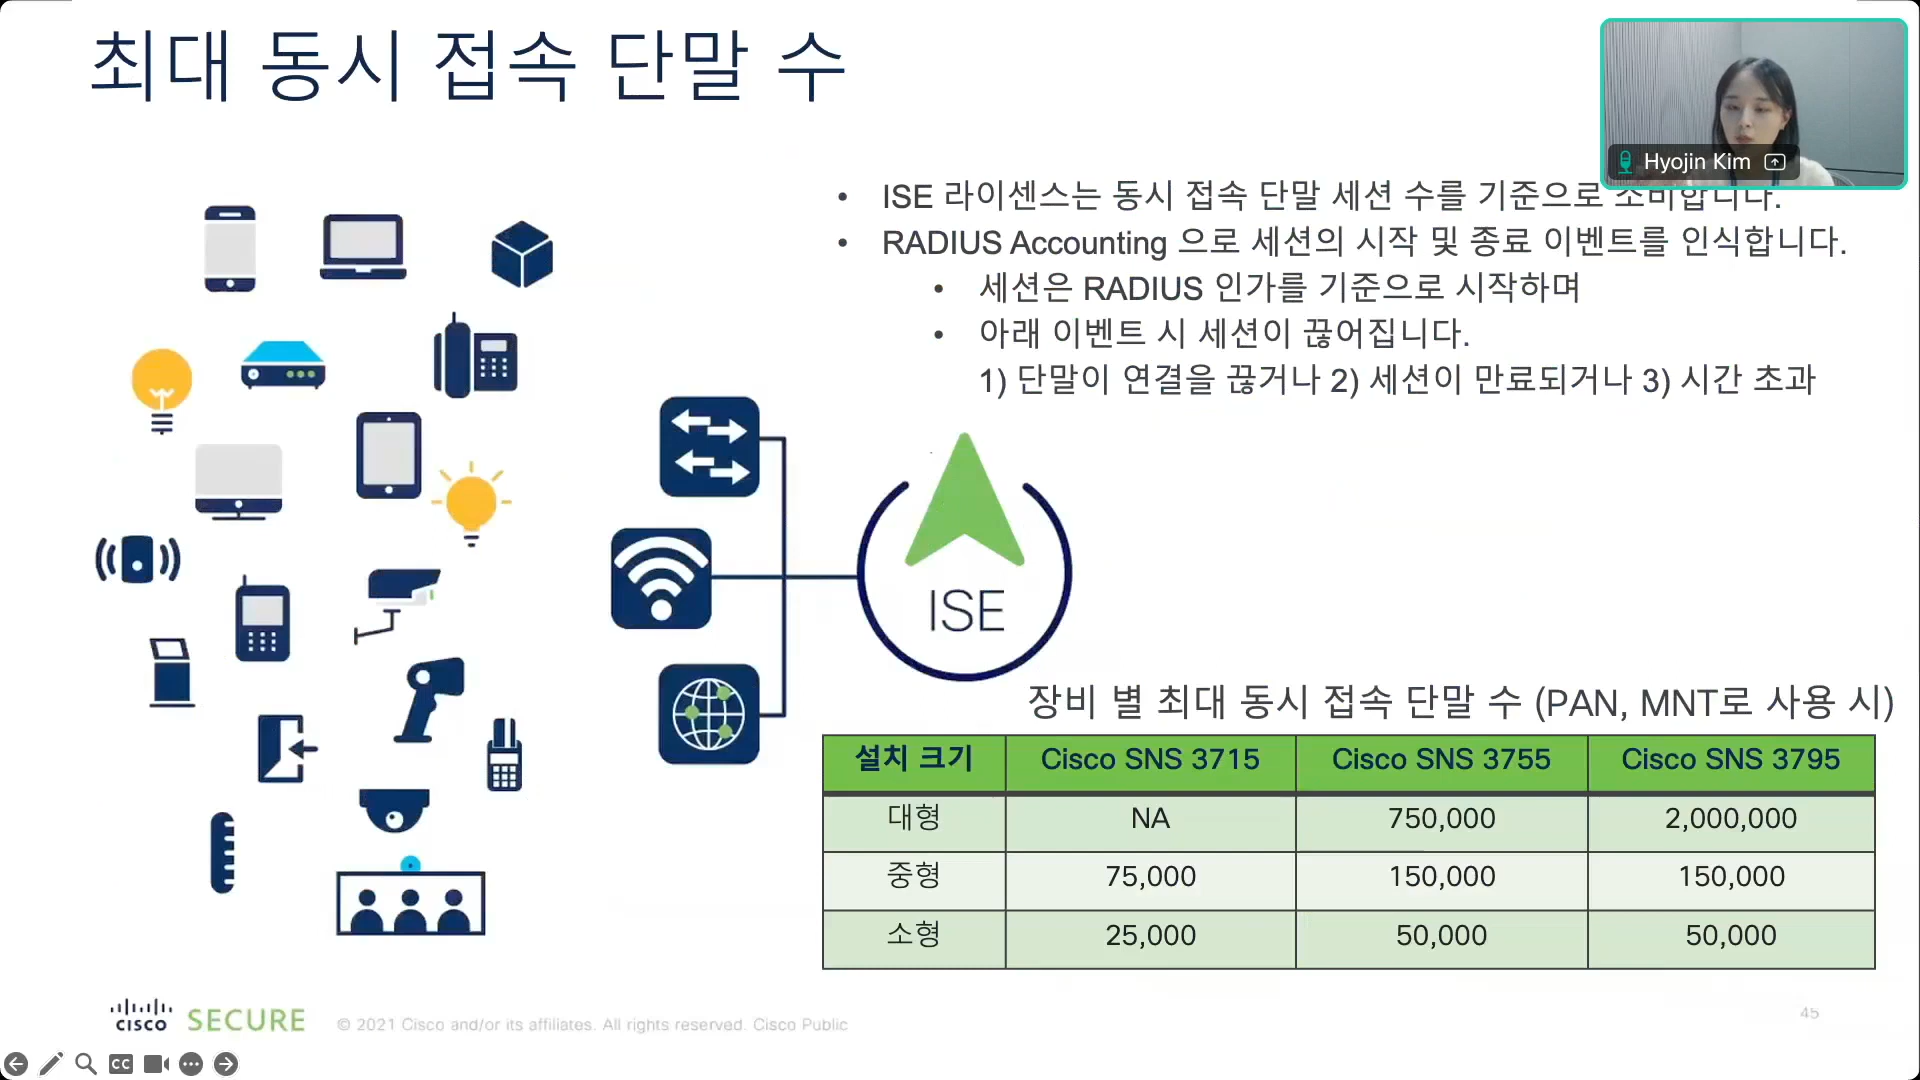 최대 동시 접속 단말 수
Hyojin Kim
• ISE 라이센스는 동시 접속 단말 세션 수를 기준으로 소비합니다.
• RADIUS Accounting 으로 세션의 시작 및 종료 이벤트를 인식합니다.
• 세션은 RADIUS 인가를 기준으로 시작하며
• 아래 이벤트 시 세션이 끊어집니다.
1) 단말이 연결을 끊거나 2) 세션이 만료되거나 3) 시간 초과
ISE
장비 별 최대 동시 접속 단말 수 (PAN, MNT로 사용 시)
설치 크기 Cisco SNS 3715 Cisco SNS 3755 Cisco SNS 3795
대형 NA 750,000 2,000,000
중형 75,000 150,000 150,000
소형 25,000 50,000 50,000
CISCO SECURE © 2021 Cisco and/or its affiliates. All rights reserved. Cisco Public
45
CC